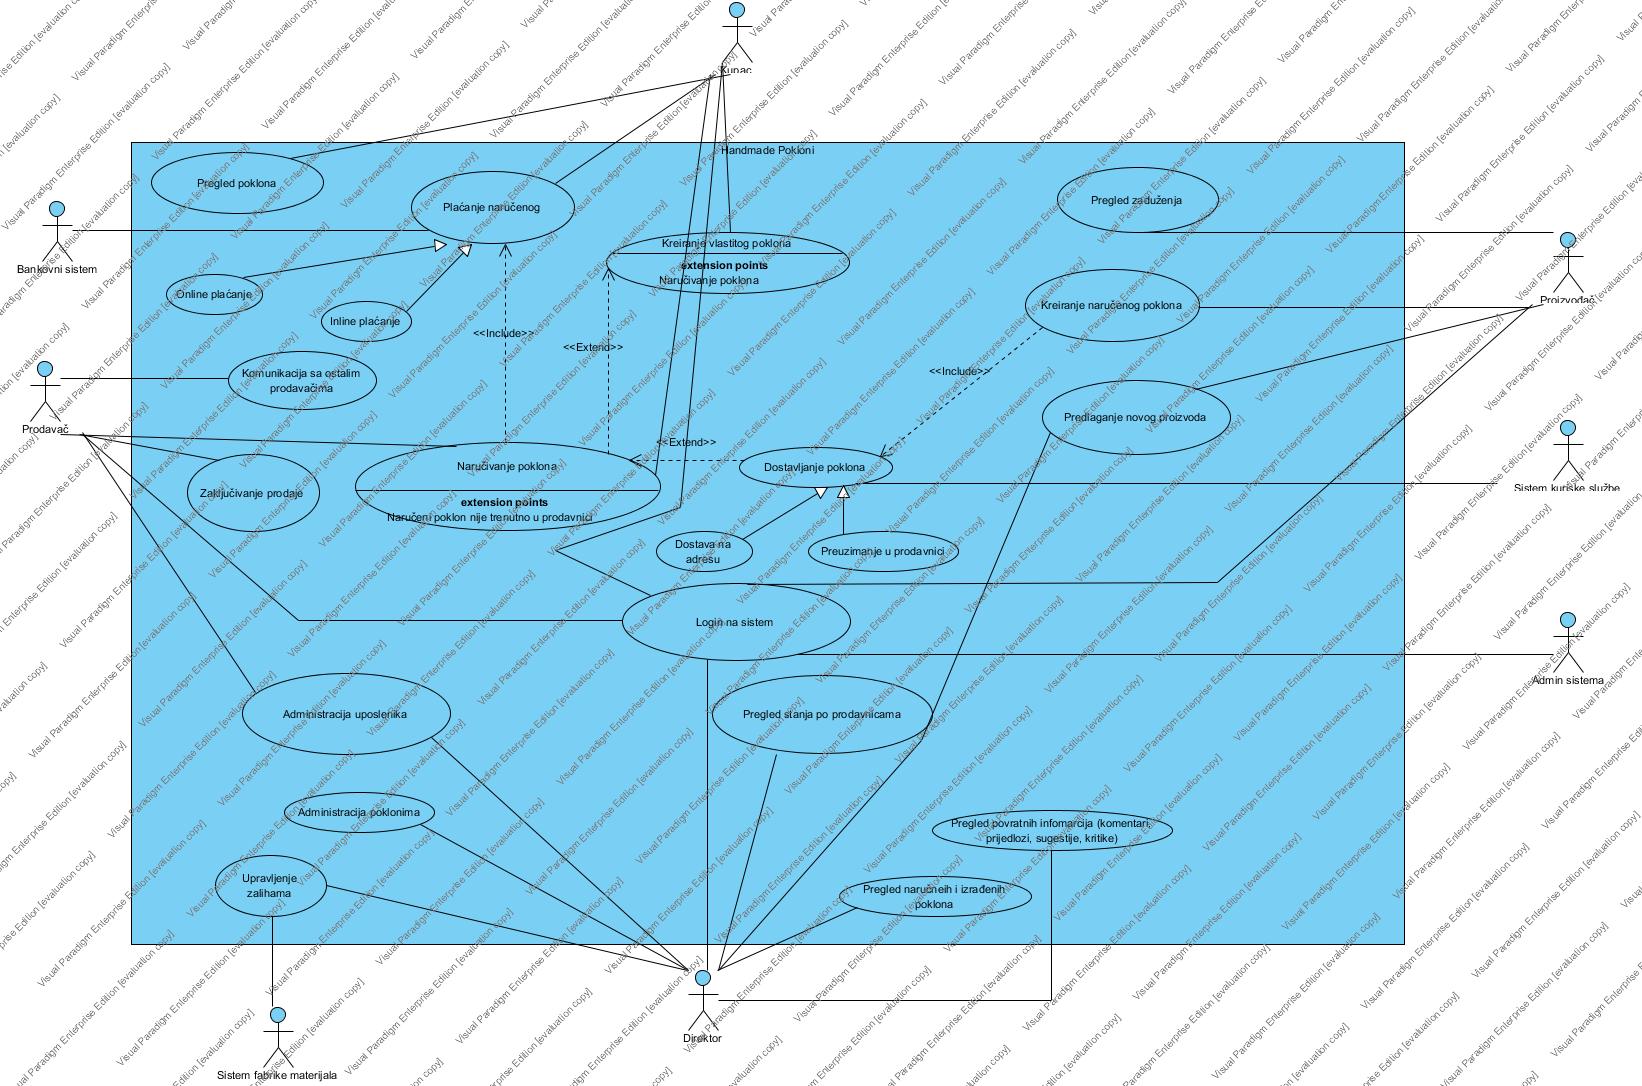 Kupac
Handmade Pokloni
Pregled poklona
Plaćanje naručenog
Pregled zaduženja
Bankovni sistem
Kreiranje vlastitog poklona
extension points
Naručivanje poklona
Proizvođač
Online plaćanje
Inline plaćanje
Kreiranje naručenog poklona
<<Include>>
<<Extend>>
<<Include>>
Komunikacija sa ostalim
prodavačima
Prodavač
Predlaganje novog proizvoda
<<Extend>>
Naručivanje poklona
extension points
Naručeni poklon nije trenutno u prodavnici
Dostavljanje poklona
Zaključivanje prodaje
Sistem kurirske službe
Dostava na
adresu
Preuzimanje u prodavnici
Login na sistem
Admin sistema
Administracija uposlenika
Pregled stanja po prodavnicama
Administracija poklonima
Pregled povratnih infomarcija (komentari,
prijedlozi, sugestije, kritike)
Upravljenje
zalihama
Pregled narucneih i izrađenih
poklona
Direktor
Sistem fabrike materijala
Visual Paradigm Enterprise Edition [evaluation copy]